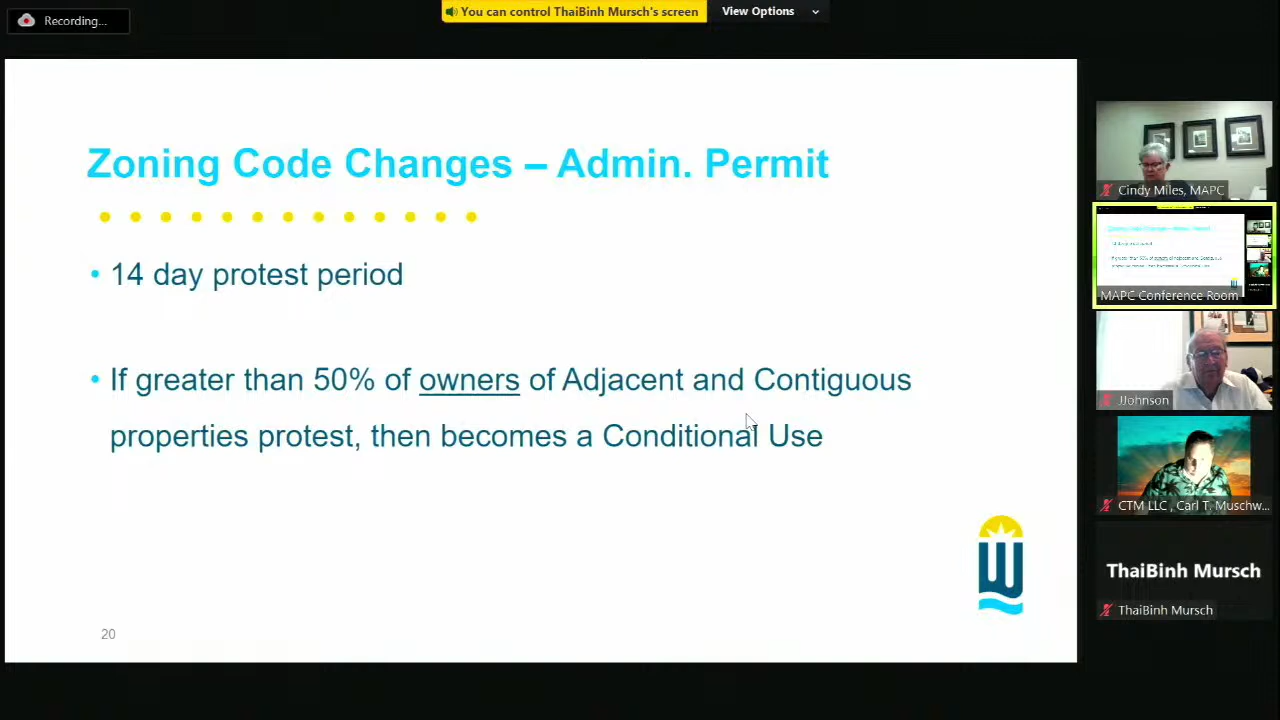 Recording...
You can control ThaiBinh Mursch's screen
View Options
Zoning Code Changes – Admin. Permit
• 14 day protest period
• If greater than 50% of owners of Adjacent and Contiguous
properties protest, then becomes a Conditional Use
20
Cindy Miles, MAPC
MAPC Conference Room
JJohnson
CTM LLC , Carl T. Muschw...
ThaiBinh Mursch
ThaiBinh Mursch